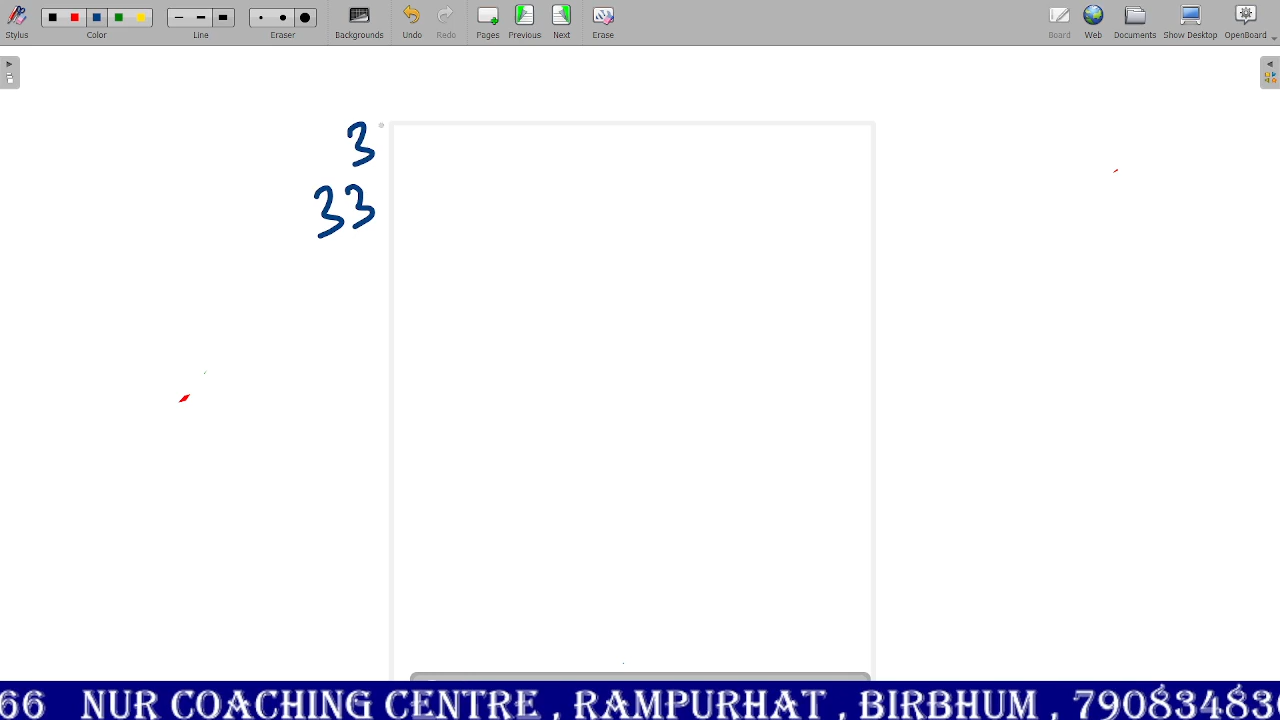 Stylus Color Line Eraser Backgrounds Undo Redo Pages Previous Next Erase Board Web Documents Show Desktop OpenBoard
3
33
66 NUR COACHING CENTRE , RAMPURHAT , BIRBHUM , 79083483